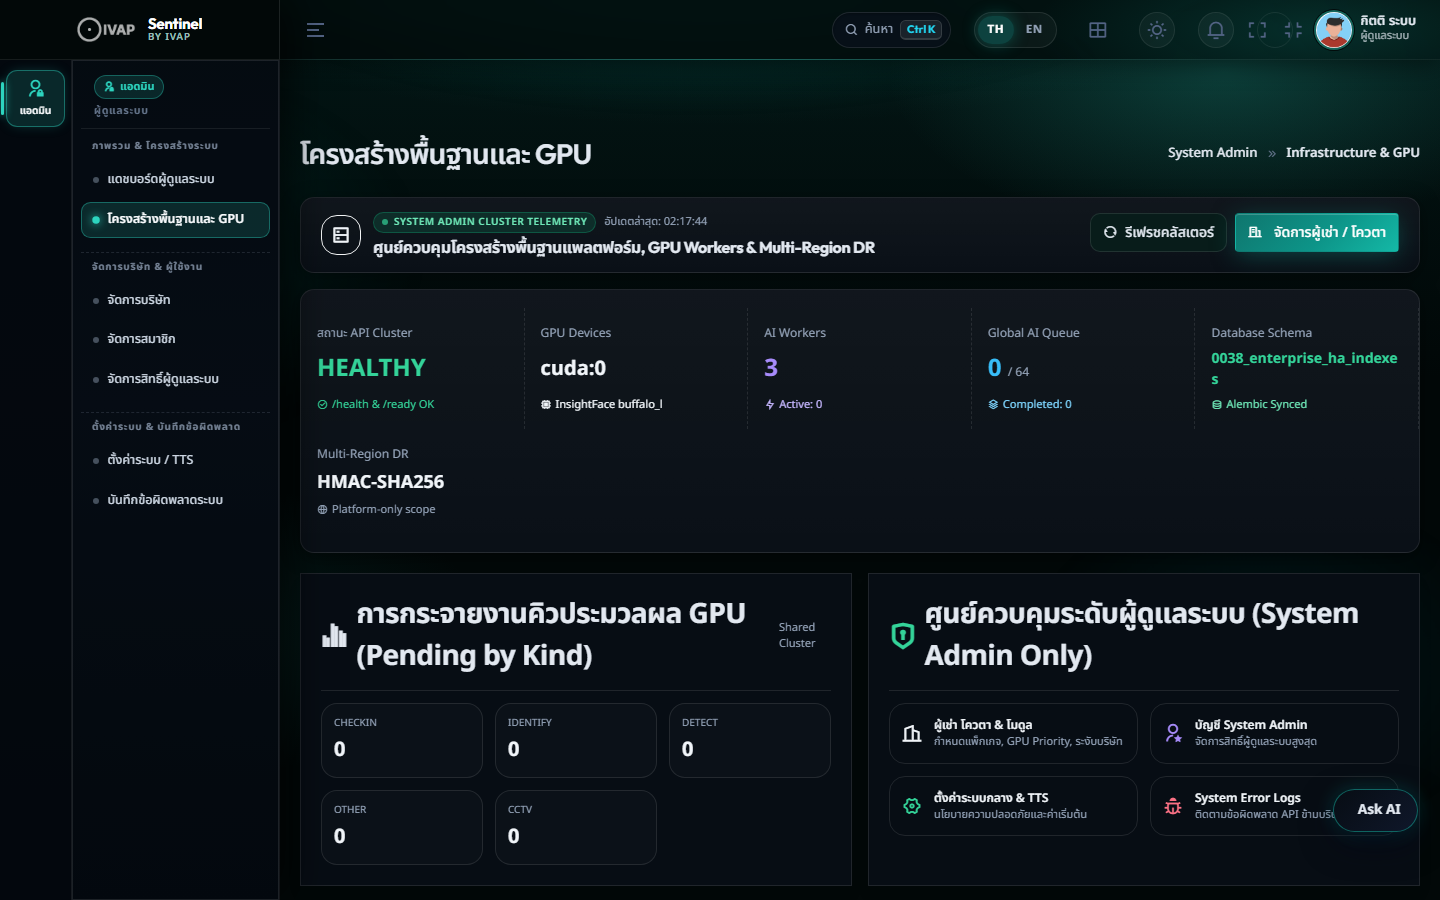 IVAP
Sentinel
BY IVAP
ค้นหา
Ctrl K
TH
EN
กิตติ ระบบ
ผู้ดูแลระบบ
แอดมิน
แอดมิน
ผู้ดูแลระบบ
ภาพรวม & โครงสร้างระบบ
แดชบอร์ดผู้ดูแลระบบ
โครงสร้างพื้นฐานและ GPU
จัดการบริษัท & ผู้ใช้งาน
จัดการบริษัท
จัดการสมาชิก
จัดการสิทธิ์ผู้ดูแลระบบ
ตั้งค่าระบบ & บันทึกข้อผิดพลาด
ตั้งค่าระบบ / TTS
บันทึกข้อผิดพลาดระบบ
โครงสร้างพื้นฐานและ GPU
System Admin » Infrastructure & GPU
SYSTEM ADMIN CLUSTER TELEMETRY
อัปเดตล่าสุด: 02:17:44
ศูนย์ควบคุมโครงสร้างพื้นฐานแพลตฟอร์ม, GPU Workers & Multi-Region DR
รีเฟรชคลัสเตอร์
จัดการผู้เช่า / โควตา
สถานะ API Cluster
HEALTHY
/health & /ready OK
GPU Devices
cuda:0
InsightFace buffalo_l
AI Workers
3
Active: 0
Global AI Queue
0 / 64
Completed: 0
Database Schema
0038_enterprise_ha_indexe
s
Alembic Synced
Multi-Region DR
HMAC-SHA256
Platform-only scope
การกระจายงานคิวประมวลผล GPU
(Pending by Kind)
Shared
Cluster
CHECKIN
0
IDENTIFY
0
DETECT
0
OTHER
0
CCTV
0
ศูนย์ควบคุมระดับผู้ดูแลระบบ (System
Admin Only)
ผู้เช่า โควตา & โมดูล
กำหนดแพ็กเกจ, GPU Priority, ระงับบริษัท
บัญชี System Admin
จัดการสิทธิ์ผู้ดูแลระบบสูงสุด
ตั้งค่าระบบกลาง & TTS
นโยบายความปลอดภัยและค่าเริ่มต้น
System Error Logs
ติดตามข้อผิดพลาด API ข้ามบริ
Ask AI